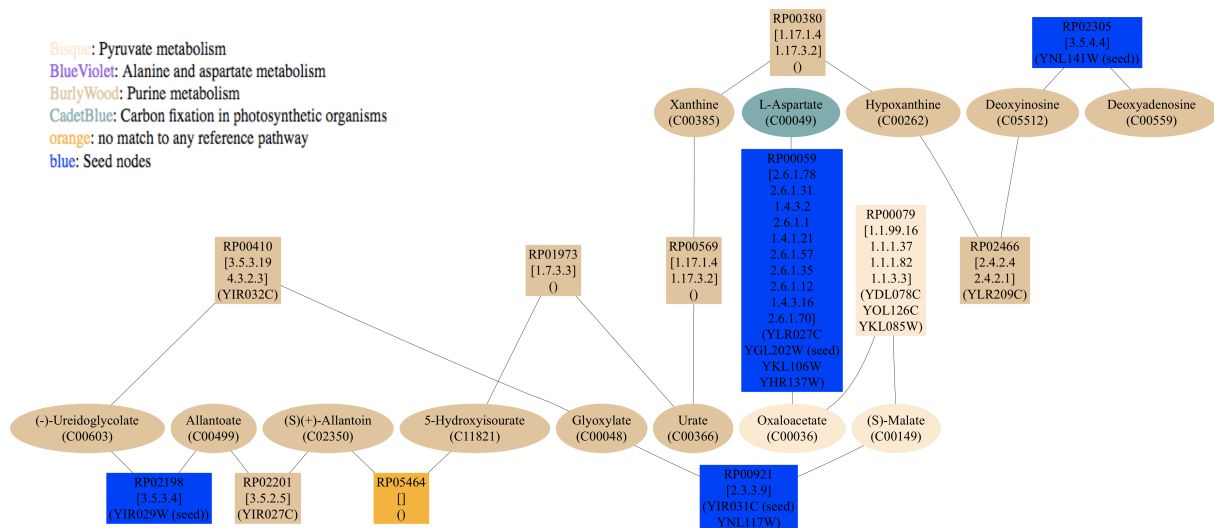 Bisque: Pyruvate metabolism
BlueViolet: Alanine and aspartate metabolism
BurlyWood: Purine metabolism
CadetBlue: Carbon fixation in photosynthetic organisms
orange: no match to any reference pathway
blue: Seed nodes
RP00380
[1.17.1.4
1.17.3.2]
()
RP02305
[3.5.4.4]
(YNL141W (seed))
Xanthine
(C00385)
L-Aspartate
(C00049)
Hypoxanthine
(C00262)
Deoxyinosine
(C05512)
Deoxyadenosine
(C00559)
RP00410
[3.5.3.19
4.3.2.3]
(YIR032C)
RP01973
[1.7.3.3]
()
RP00569
[1.17.1.4
1.17.3.2]
()
RP00059
[2.6.1.78
2.6.1.31
1.4.3.2
2.6.1.1
1.4.1.21
2.6.1.57
2.6.1.35
2.6.1.12
1.4.3.16
2.6.1.70]
(YLR027C
YGL202W (seed)
YKL106W
YHR137W)
RP00079
[1.1.99.16
1.1.1.37
1.1.1.82
1.1.3.3]
(YDL078C
YOL126C
YKL085W)
RP02466
[2.4.2.4
2.4.2.1]
(YLR209C)
(-)-Ureidoglycolate
(C00603)
Allantoate
(C00499)
(S)(+)-Allantoin
(C02350)
5-Hydroxyisourate
(C11821)
Glyoxylate
(C00048)
Urate
(C00366)
Oxaloacetate
(C00036)
(S)-Malate
(C00149)
RP02198
[3.5.3.4]
(YIR029W (seed))
RP02201
[3.5.2.5]
(YIR027C)
RP05464
[]
()
RP00921
[2.3.3.9]
(YIR031C (seed)
YNL117W)